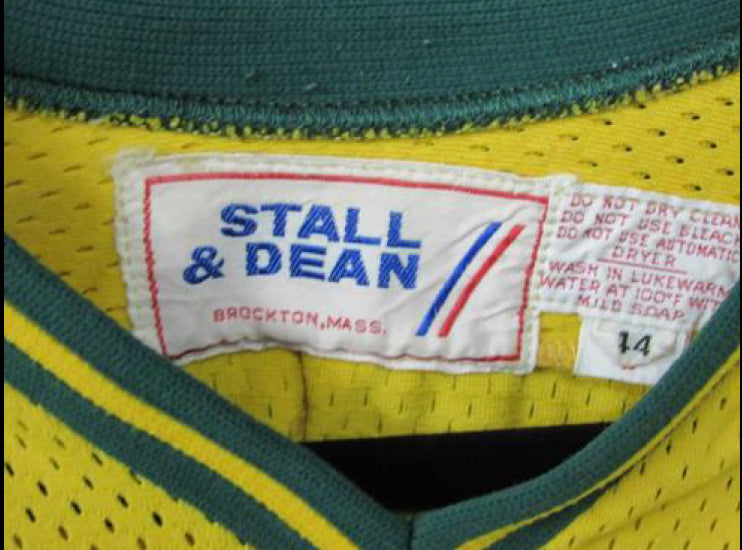 STALL
& DEAN
BROCKTON, MASS.
DO NOT DRY CLEAN
DO NOT USE BLEACH
DO NOT USE AUTOMATIC
DRYER
WASH IN LUKEWARM
WATER AT 100°F WIT
MILD SOAP
14